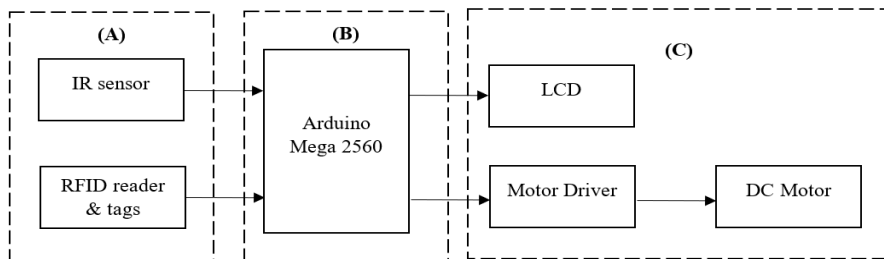 (A)
IR sensor
RFID reader
& tags
(B)
Arduino
Mega 2560
(C)
LCD
Motor Driver
DC Motor